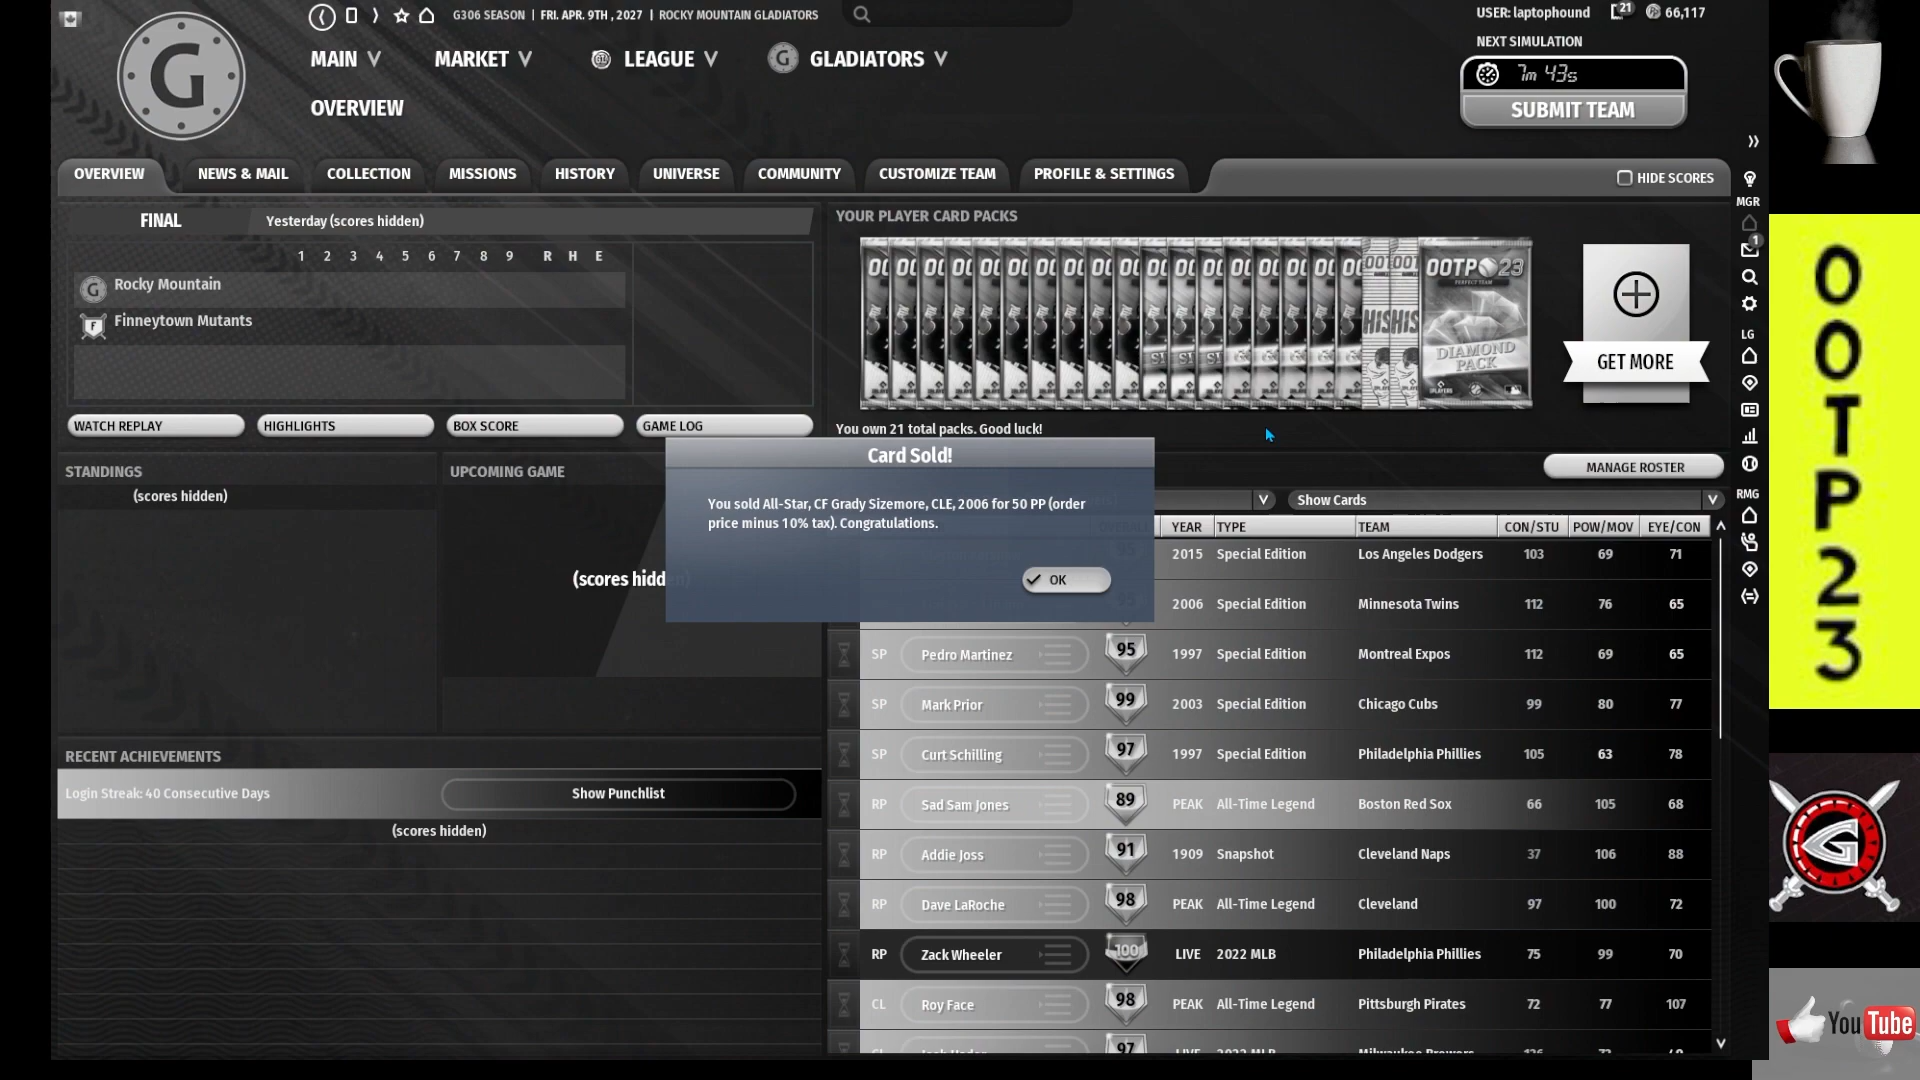 G306 SEASON | FRI. APR. 9TH , 2027 | ROCKY MOUNTAIN GLADIATORS
USER: laptophound 21 66,117
NEXT SIMULATION
7m 43s
SUBMIT TEAM
MAIN
MARKET
LEAGUE
GLADIATORS
OVERVIEW
OVERVIEW
NEWS & MAIL
COLLECTION
MISSIONS
HISTORY
UNIVERSE
COMMUNITY
CUSTOMIZE TEAM
PROFILE & SETTINGS
HIDE SCORES
FINAL
Yesterday (scores hidden)
1 2 3 4 5 6 7 8 9 R H E
Rocky Mountain
Finneytown Mutants
WATCH REPLAY
HIGHLIGHTS
BOX SCORE
GAME LOG
YOUR PLAYER CARD PACKS
OOTP 23
PERFECT TEAM
DIAMOND
PACK
GET MORE
You own 21 total packs. Good luck!
MANAGE ROSTER
Show Cards
STANDINGS
(scores hidden)
UPCOMING GAME
(scores hidd
Card Sold!
You sold All-Star, CF Grady Sizemore, CLE, 2006 for 50 PP (order
price minus 10% tax). Congratulations.
OK
YEAR TYPE TEAM CON/STU POW/MOV EYE/CON
2015 Special Edition Los Angeles Dodgers 103 69 71
2006 Special Edition Minnesota Twins 112 76 65
SP Pedro Martinez 95 1997 Special Edition Montreal Expos 112 69 65
SP Mark Prior 99 2003 Special Edition Chicago Cubs 99 80 77
SP Curt Schilling 97 1997 Special Edition Philadelphia Phillies 105 63 78
RP Sad Sam Jones 89 PEAK All-Time Legend Boston Red Sox 66 105 68
RP Addie Joss 91 1909 Snapshot Cleveland Naps 37 106 88
RP Dave LaRoche 98 PEAK All-Time Legend Cleveland 97 100 72
RP Zack Wheeler 100 LIVE 2022 MLB Philadelphia Phillies 75 99 70
CL Roy Face 98 PEAK All-Time Legend Pittsburgh Pirates 72 77 107
97
RECENT ACHIEVEMENTS
Login Streak: 40 Consecutive Days
Show Punchlist
(scores hidden)
MGR
1
LG
RMG
OOTP23
YouTube